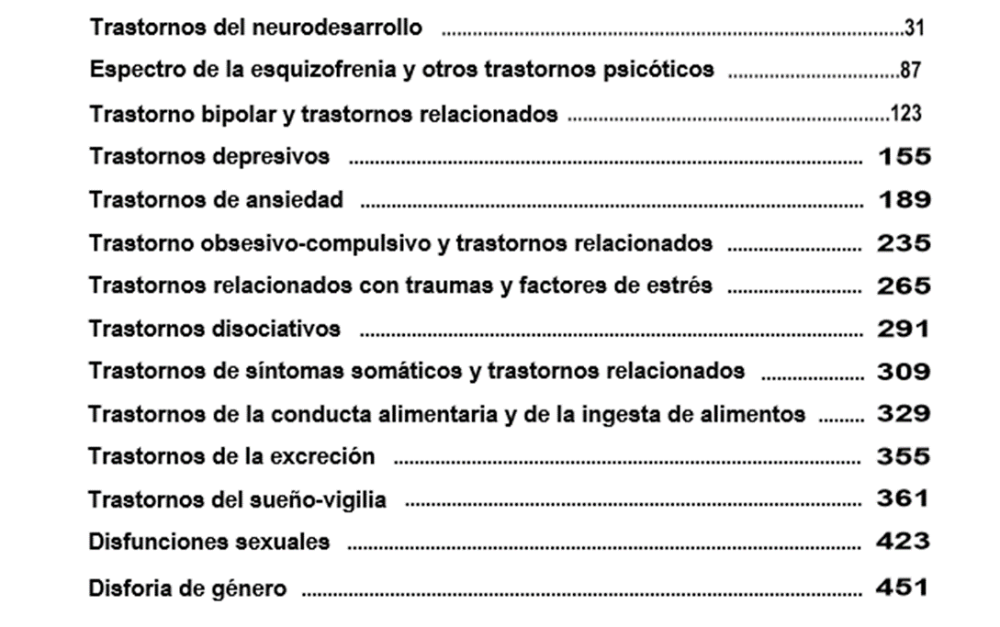 Trastornos del neurodesarrollo ........................................................................................31
Espectro de la esquizofrenia y otros trastornos psicóticos .................................87
Trastorno bipolar y trastornos relacionados ..............................................................123
Trastornos depresivos .................................................................................................. 155
Trastornos de ansiedad ................................................................................................ 189
Trastorno obsesivo-compulsivo y trastornos relacionados .......................... 235
Trastornos relacionados con traumas y factores de estrés .......................... 265
Trastornos disociativos ................................................................................................ 291
Trastornos de síntomas somáticos y trastornos relacionados .................... 309
Trastornos de la conducta alimentaria y de la ingesta de alimentos ......... 329
Trastornos de la excreción ......................................................................................... 355
Trastornos del sueño-vigilia ....................................................................................... 361
Disfunciones sexuales .................................................................................................. 423
Disforia de género ........................................................................................................... 451